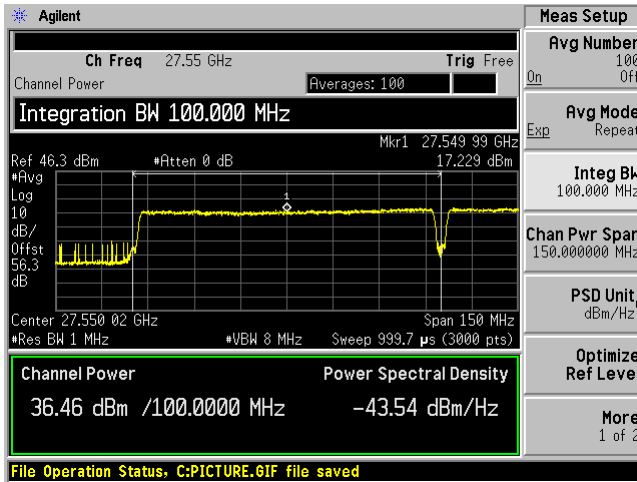 Agilent
Ch Freq 27.55 GHz Trig Free
Channel Power Averages: 100
Integration BW 100.000 MHz
Mkr1 27.549 99 GHz
Ref 46.3 dBm #Atten 0 dB 17.229 dBm
#Avg
Log
10
dB/
Offst
56.3
dB
1
Center 27.550 02 GHz Span 150 MHz
#Res BW 1 MHz #VBW 8 MHz Sweep 999.7 µs (3000 pts)
Channel Power Power Spectral Density
36.46 dBm /100.0000 MHz -43.54 dBm/Hz
File Operation Status, C:PICTURE.GIF file saved
Meas Setup
Avg Number
100
On Off
Avg Mode
Exp Repeat
Integ BW
100.000 MHz
Chan Pwr Span
150.000000 MHz
PSD Unit
dBm/Hz
Optimize
Ref Level
More
1 of 2